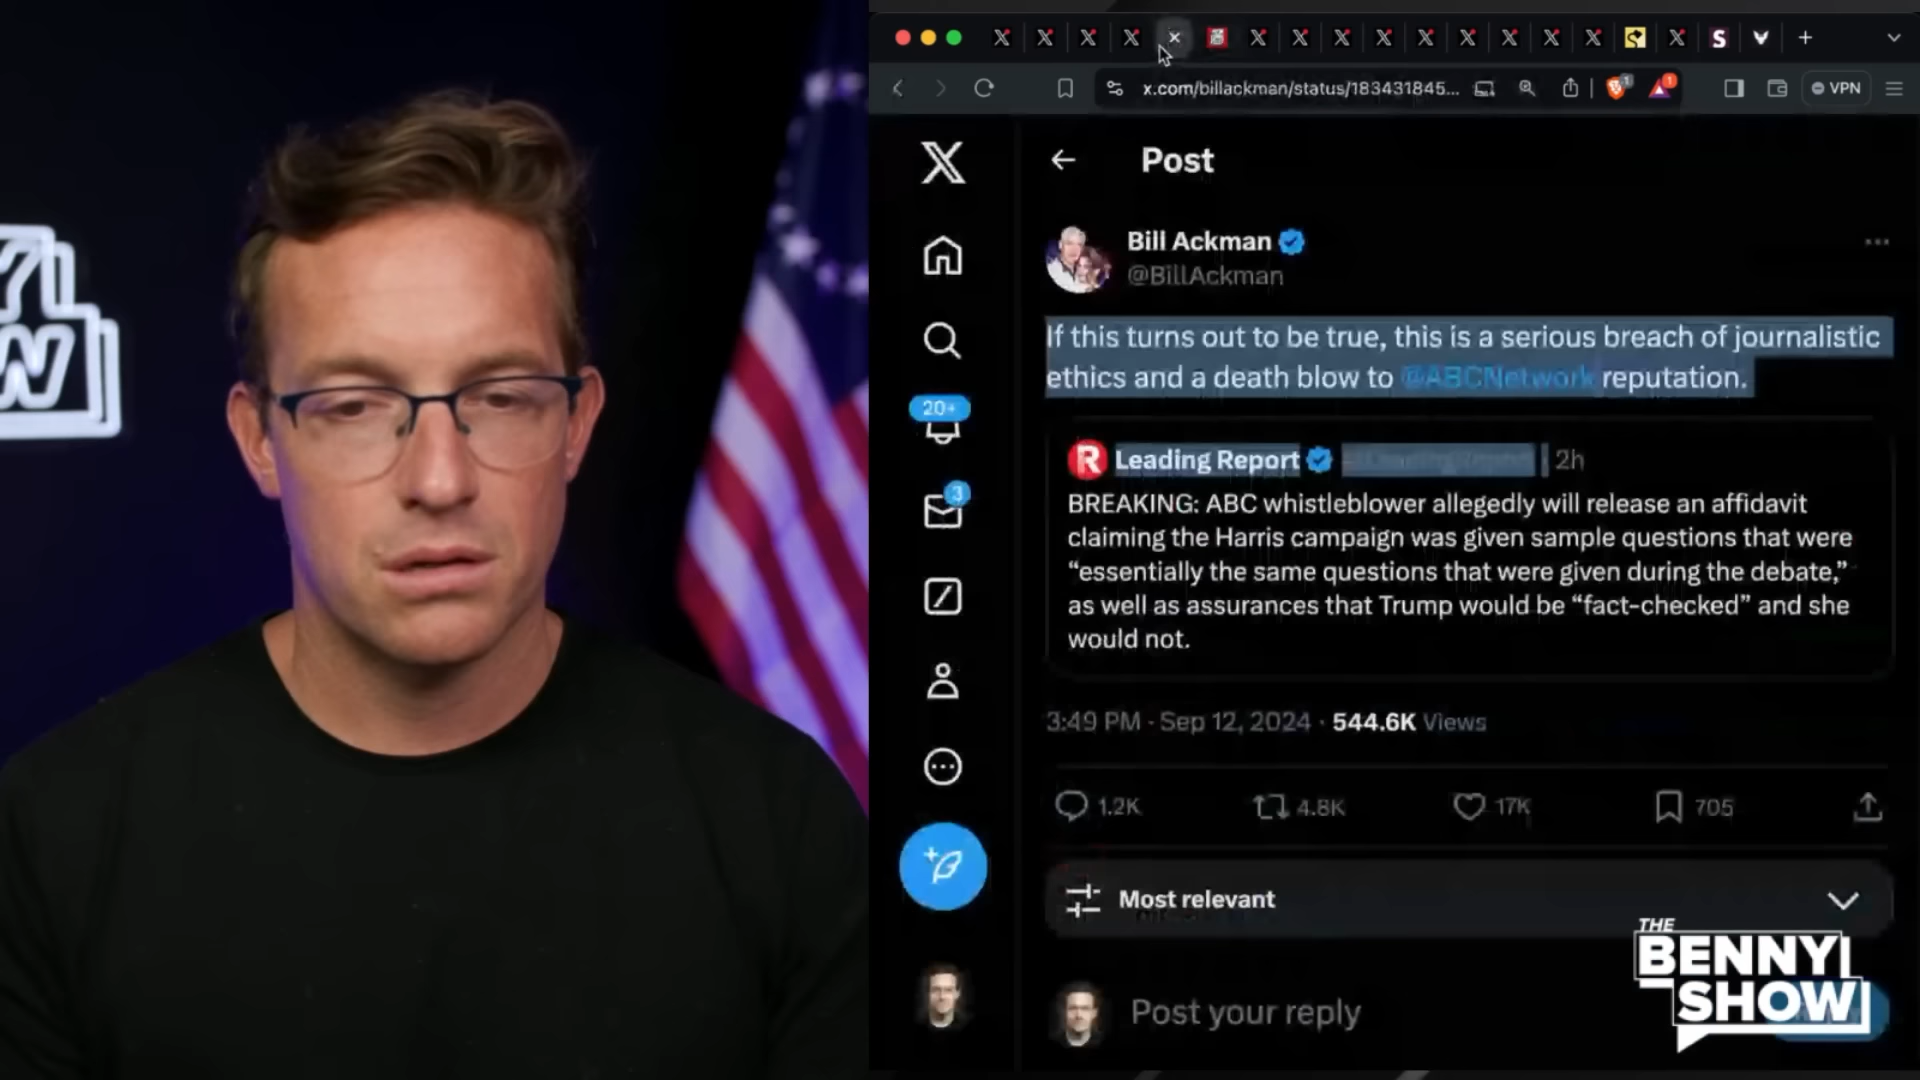 Y
W
x.com/billackman/status/183431845...
1
1
VPN
Post
Bill Ackman
@BillAckman
If this turns out to be true, this is a serious breach of journalistic
ethics and a death blow to @ABCNetwork reputation.
20+
R Leading Report 2h
BREAKING: ABC whistleblower allegedly will release an affidavit
claiming the Harris campaign was given sample questions that were
“essentially the same questions that were given during the debate,”
as well as assurances that Trump would be “fact-checked” and she
would not.
3
3:49 PM · Sep 12, 2024 · 544.6K Views
1.2K 4.8K 17K 705
Most relevant
Post your reply
THE
BENNY
SHOW